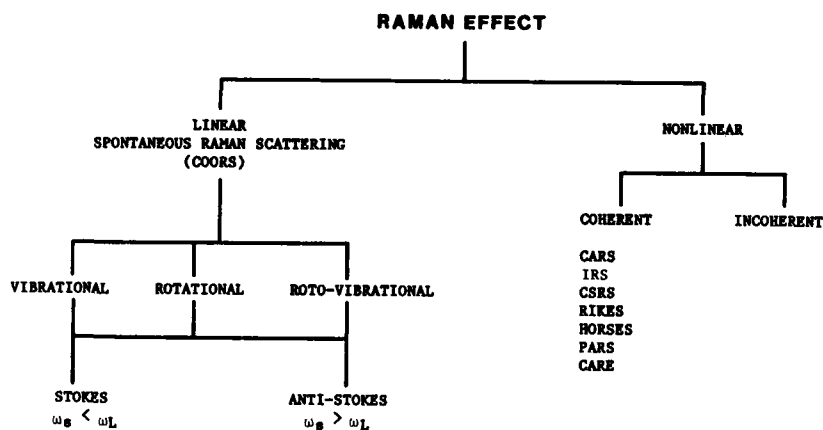 RAMAN EFFECT
LINEAR
SPONTANEOUS RAMAN SCATTERING
(COORS)
NONLINEAR
COHERENT
INCOHERENT
CARS
IRS
CSRS
RIKES
HORSES
PARS
CARE
VIBRATIONAL
ROTATIONAL
ROTO-VIBRATIONAL
STOKES
ωs < ωL
ANTI-STOKES
ωs > ωL